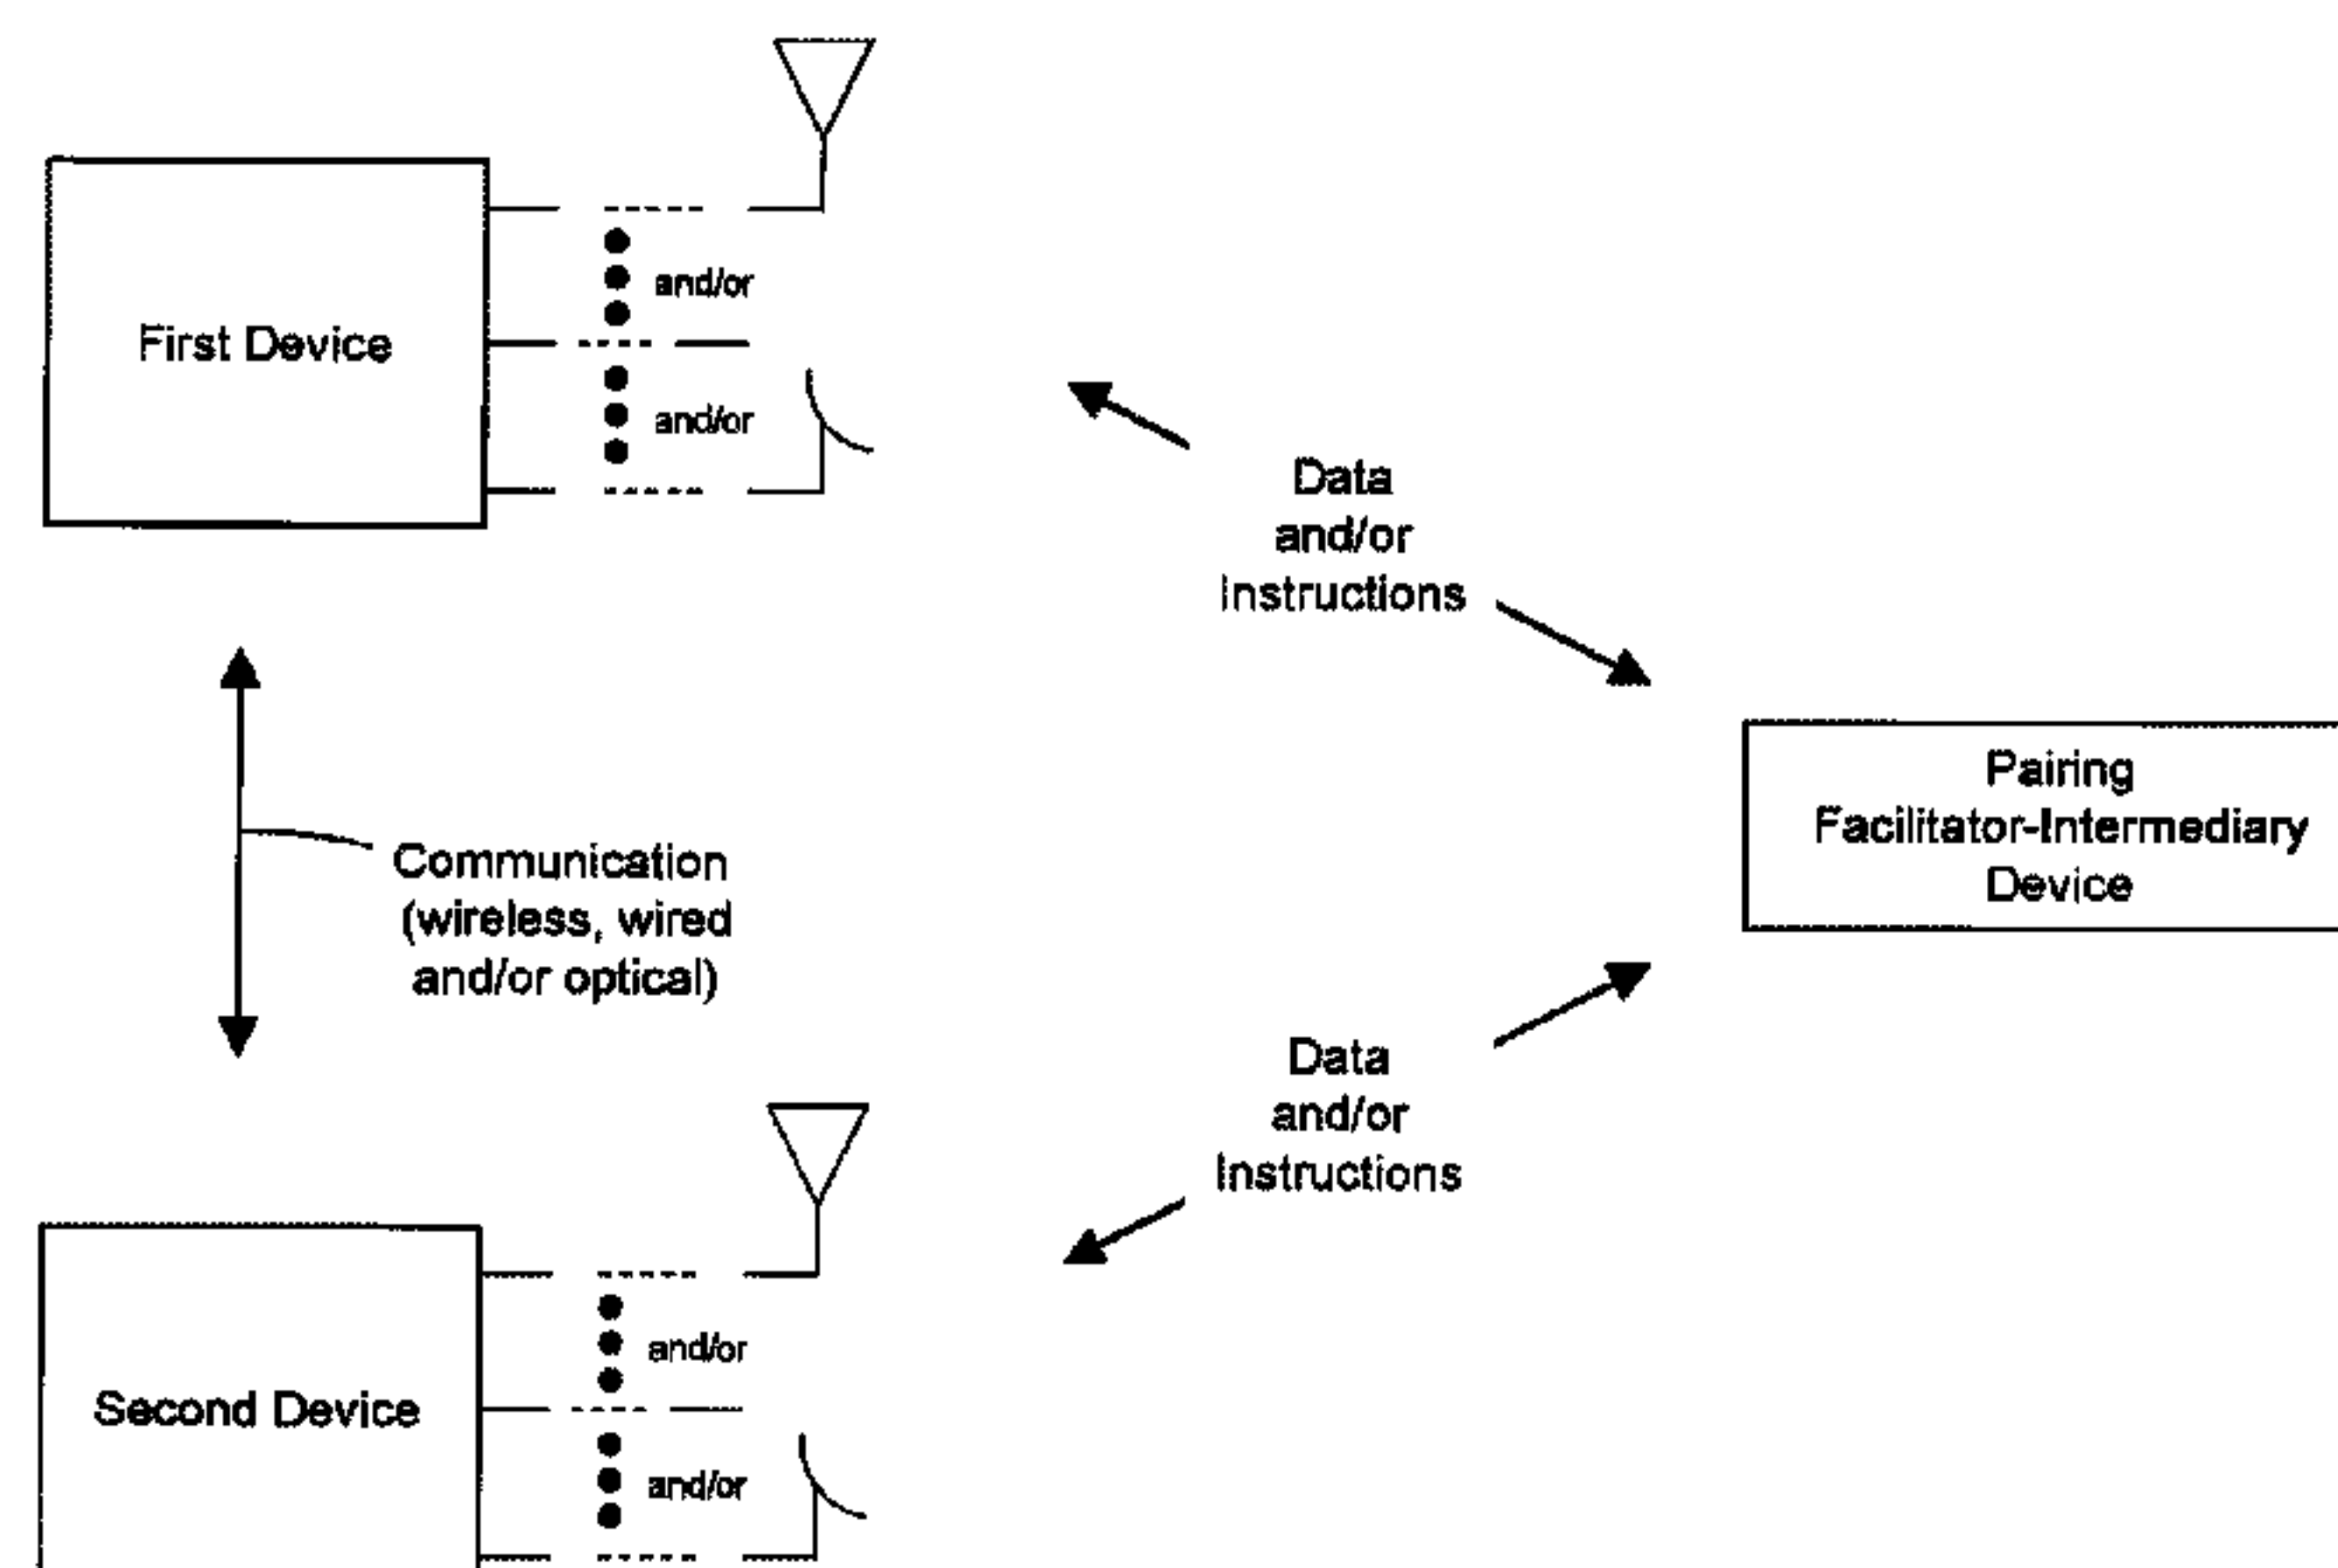 and/or
First Device
and/or
Data
and/or
Instructions
Pairing
Facilitator-Intermediary
Device
Communication
(wireless, wired
and/or optical)
Data
and/or
Instructions
and/or
Second Device
and/or